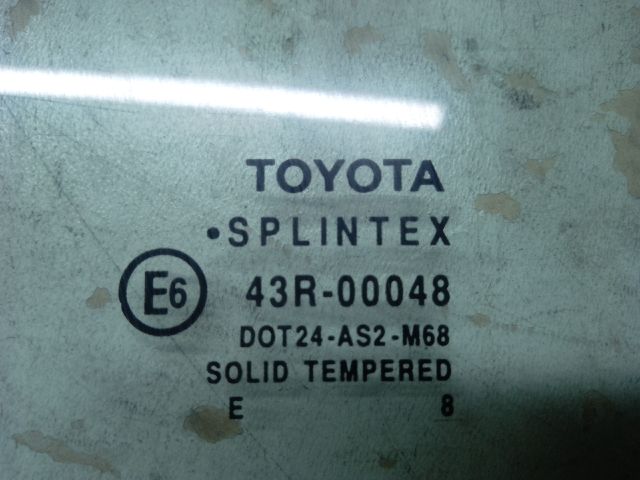 TOYOTA
•SPLINTEX
E6 43R-00048
DOT24-AS2-M68
SOLID TEMPERED
E 8